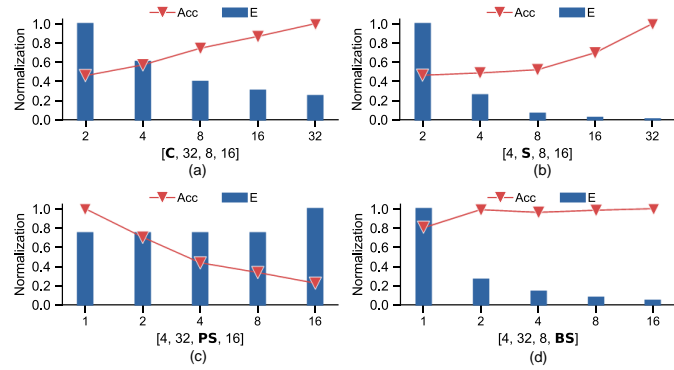 Acc E
Normalization
1.0
0.8
0.6
0.4
0.2
0.0
2 4 8 16 32
[C, 32, 8, 16]
(a)
Acc E
Normalization
1.0
0.8
0.6
0.4
0.2
0.0
2 4 8 16 32
[4, S, 8, 16]
(b)
Acc E
Normalization
1.0
0.8
0.6
0.4
0.2
0.0
1 2 4 8 16
[4, 32, PS, 16]
(c)
Acc E
Normalization
1.0
0.8
0.6
0.4
0.2
0.0
1 2 4 8 16
[4, 32, 8, BS]
(d)